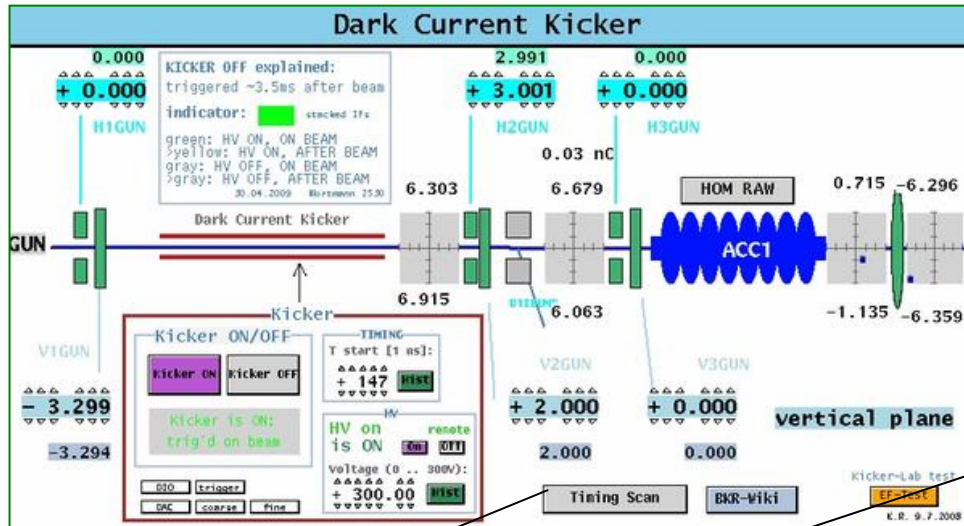 Dark Current Kicker
0.000
+ 0.000
H1GUN
KICKER OFF explained:
triggered ~3.5ms after beam
indicator:
stacked IFs
green: HV ON, ON BEAM
>yellow: HV ON, AFTER BEAM
gray: HV OFF, ON BEAM
>gray: HV OFF, AFTER BEAM
30.04.2009
2.991
+ 3.001
H2GUN
0.000
+ 0.000
H3GUN
0.03 nC
6.303
6.679
HOM RAW
0.715
-6.296
Dark Current Kicker
GUN
ACC1
6.915
6.063
-1.135
-6.359
Kicker
Kicker ON/OFF
Kicker ON
Kicker OFF
Kicker is ON:
trig'd on beam
TIMING
T start [1 ns]:
+ 147
Hist
HV
HV on
is ON
remote
On
Off
Voltage (0 .. 300V):
+ 300.00
Hist
DIO
trigger
DAC
coarse
fine
V1GUN
- 3.299
-3.294
V2GUN
+ 2.000
2.000
V3GUN
+ 0.000
0.000
vertical plane
Timing Scan
BKR-Wiki
Kicker-Lab test
EF-Test
K.R. 9.7.2008